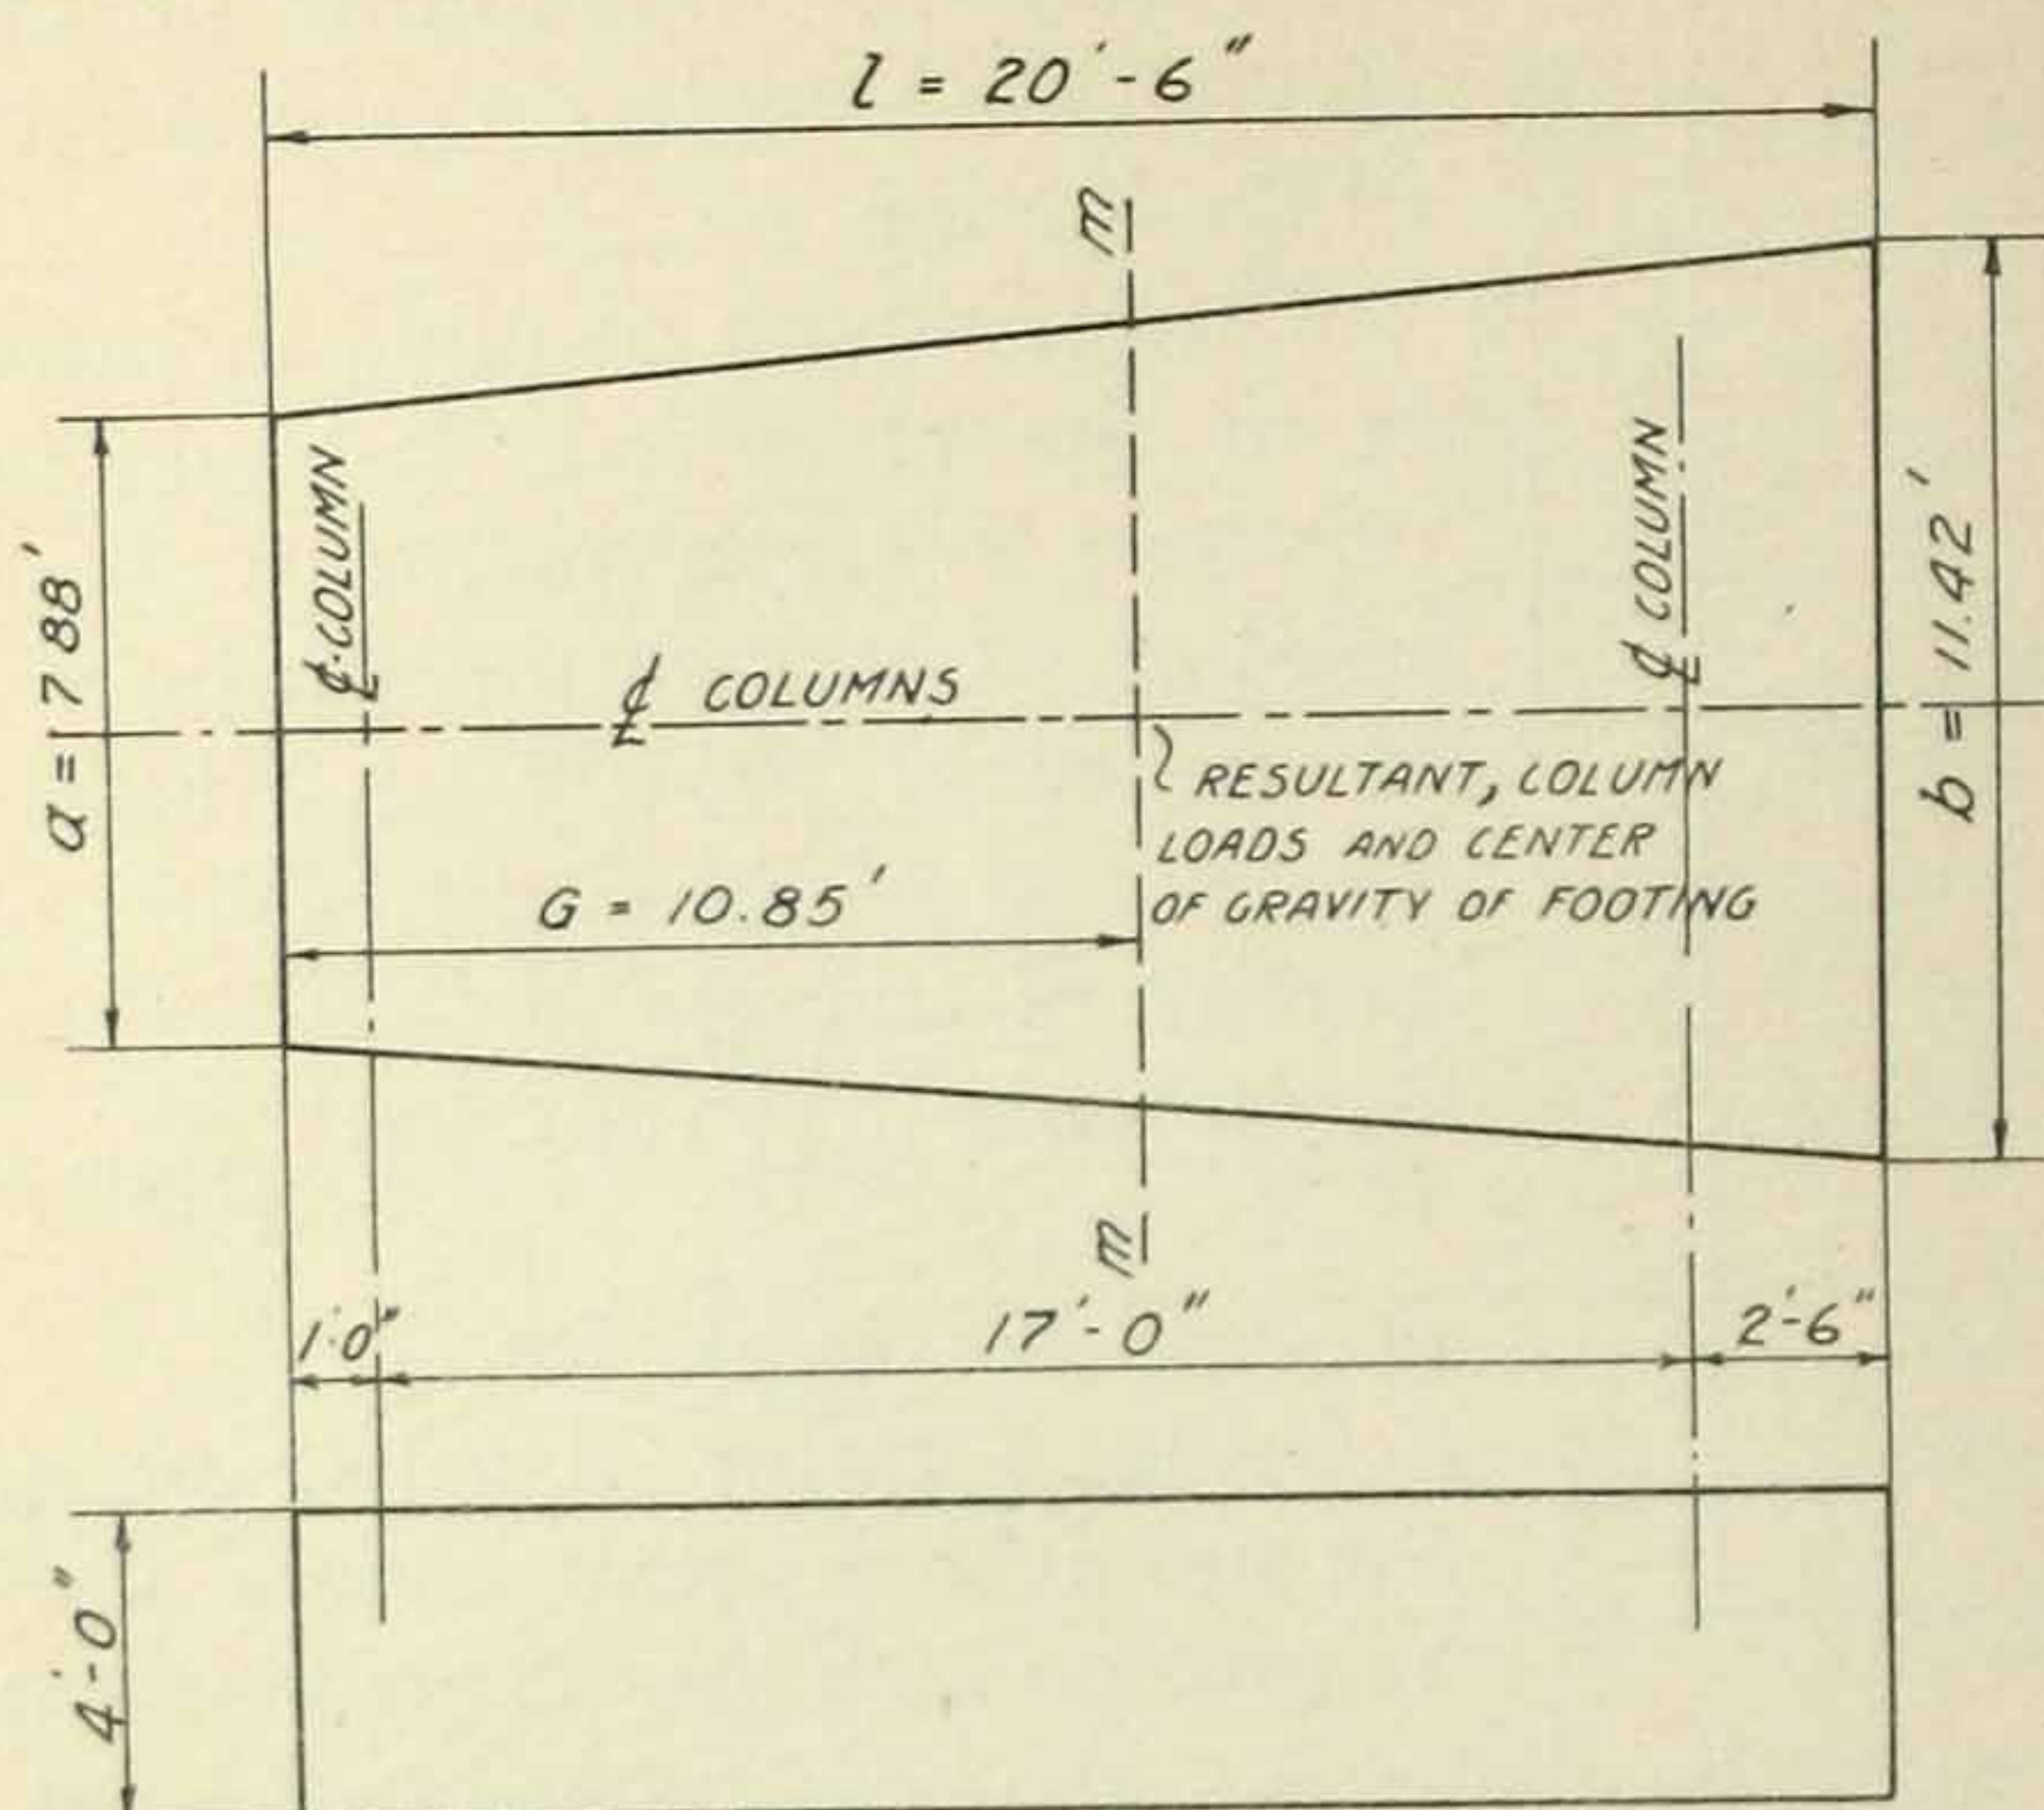 l = 20'-6"
m
℄ COLUMN
℄ COLUMN
a = 7 88'
b = 11.42'
℄ COLUMNS
RESULTANT, COLUMN
LOADS AND CENTER
OF GRAVITY OF FOOTING
G = 10.85'
m
1'0"
17'-0"
2'-6"
4'-0"